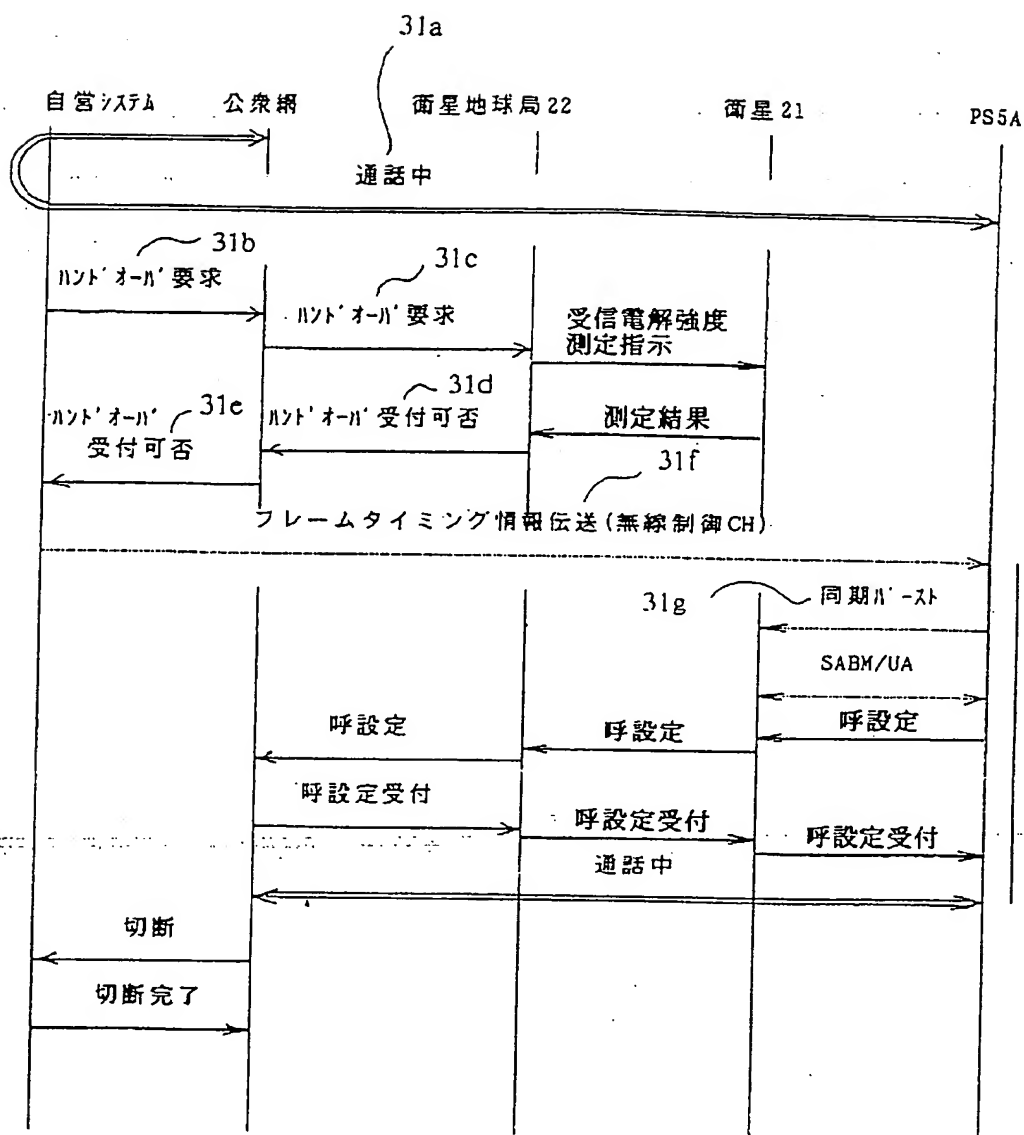 31a
自営システム
公衆網
衛星地球局22
衛星21
PS5A
通話中
31b
ハンドオーバ要求
31c
ハンドオーバ要求
受信電解強度
測定指示
31e
ハンドオーバ
受付可否
31d
ハンドオーバ受付可否
測定結果
31f
フレームタイミング情報伝送(無線制御CH)
31g
同期バースト
SABM/UA
呼設定
呼設定
呼設定
呼設定受付
呼設定受付
呼設定受付
通話中
切断
切断完了